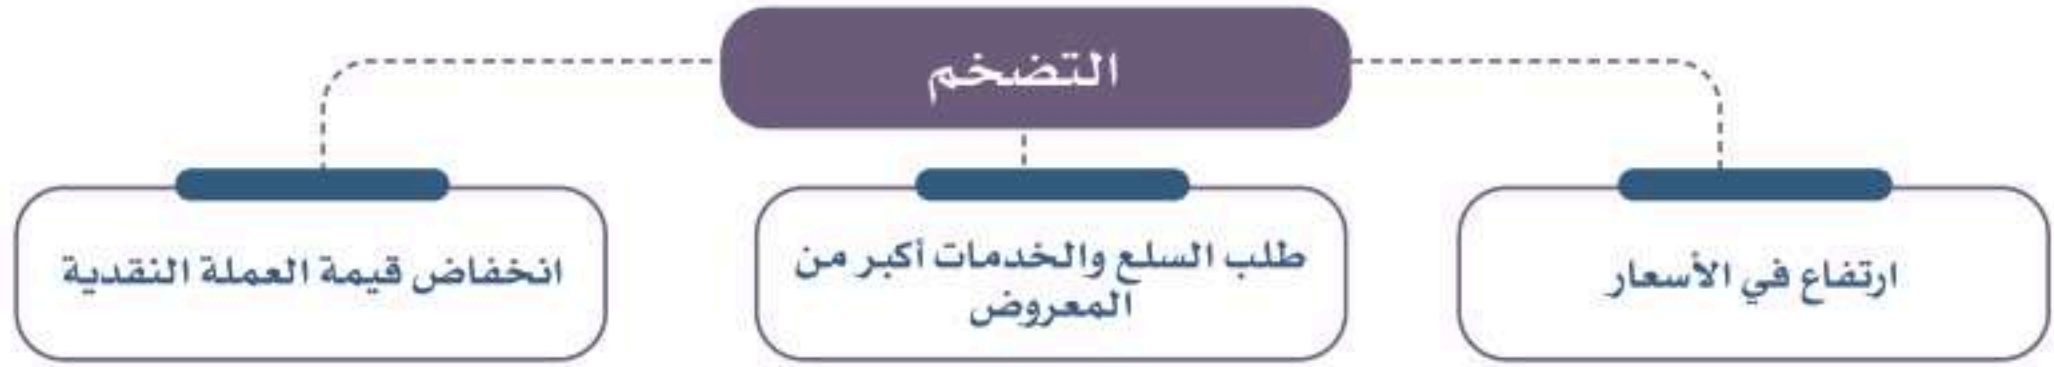 التضخم
ارتفاع في الأسعار
طلب السلع والخدمات أكبر من
المعروض
انخفاض قيمة العملة النقدية